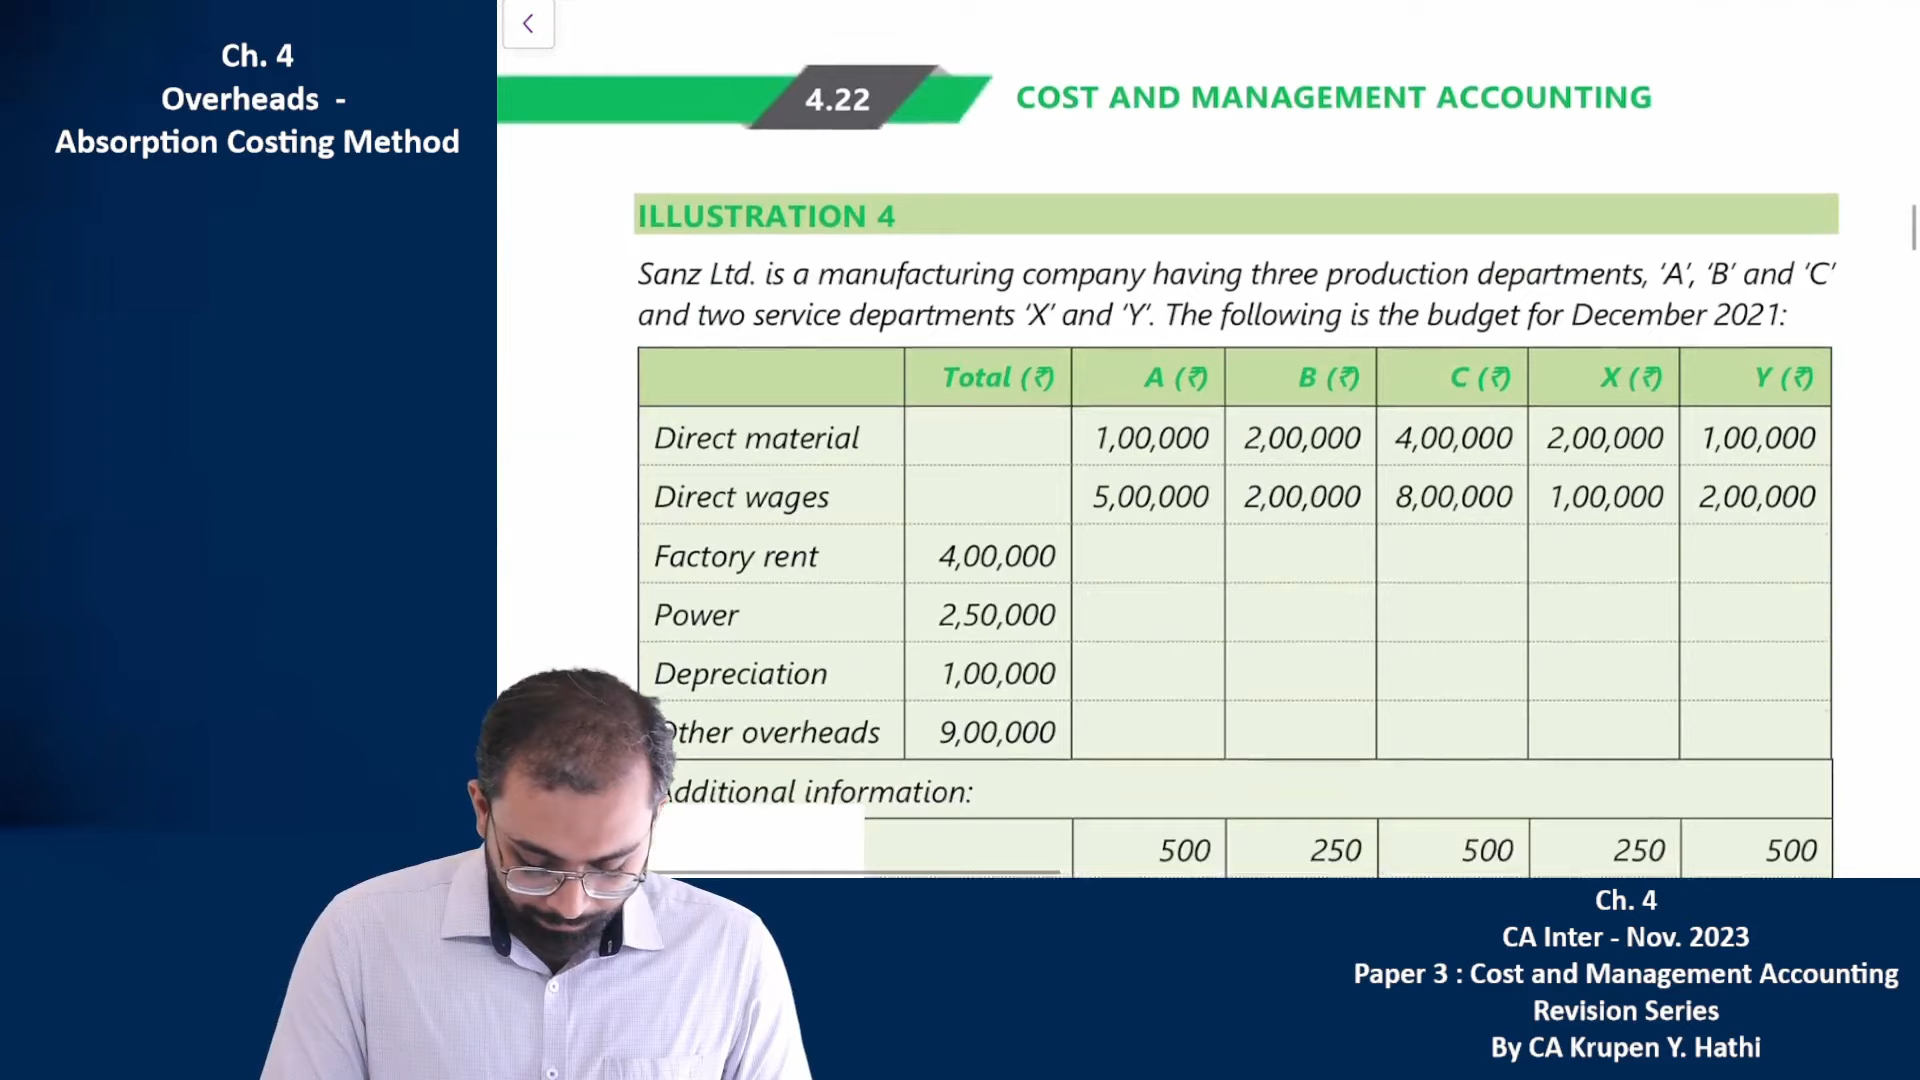 Ch. 4
Overheads -
Absorption Costing Method
4.22
COST AND MANAGEMENT ACCOUNTING
ILLUSTRATION 4
Sanz Ltd. is a manufacturing company having three production departments, ‘A’, ‘B’ and ‘C’
and two service departments ‘X’ and ‘Y’. The following is the budget for December 2021:
Total (₹) A (₹) B (₹) C (₹) X (₹) Y (₹)
Direct material 1,00,000 2,00,000 4,00,000 2,00,000 1,00,000
Direct wages 5,00,000 2,00,000 8,00,000 1,00,000 2,00,000
Factory rent 4,00,000
Power 2,50,000
Depreciation 1,00,000
Other overheads 9,00,000
Additional information:
500 250 500 250 500
Ch. 4
CA Inter - Nov. 2023
Paper 3 : Cost and Management Accounting
Revision Series
By CA Krupen Y. Hathi